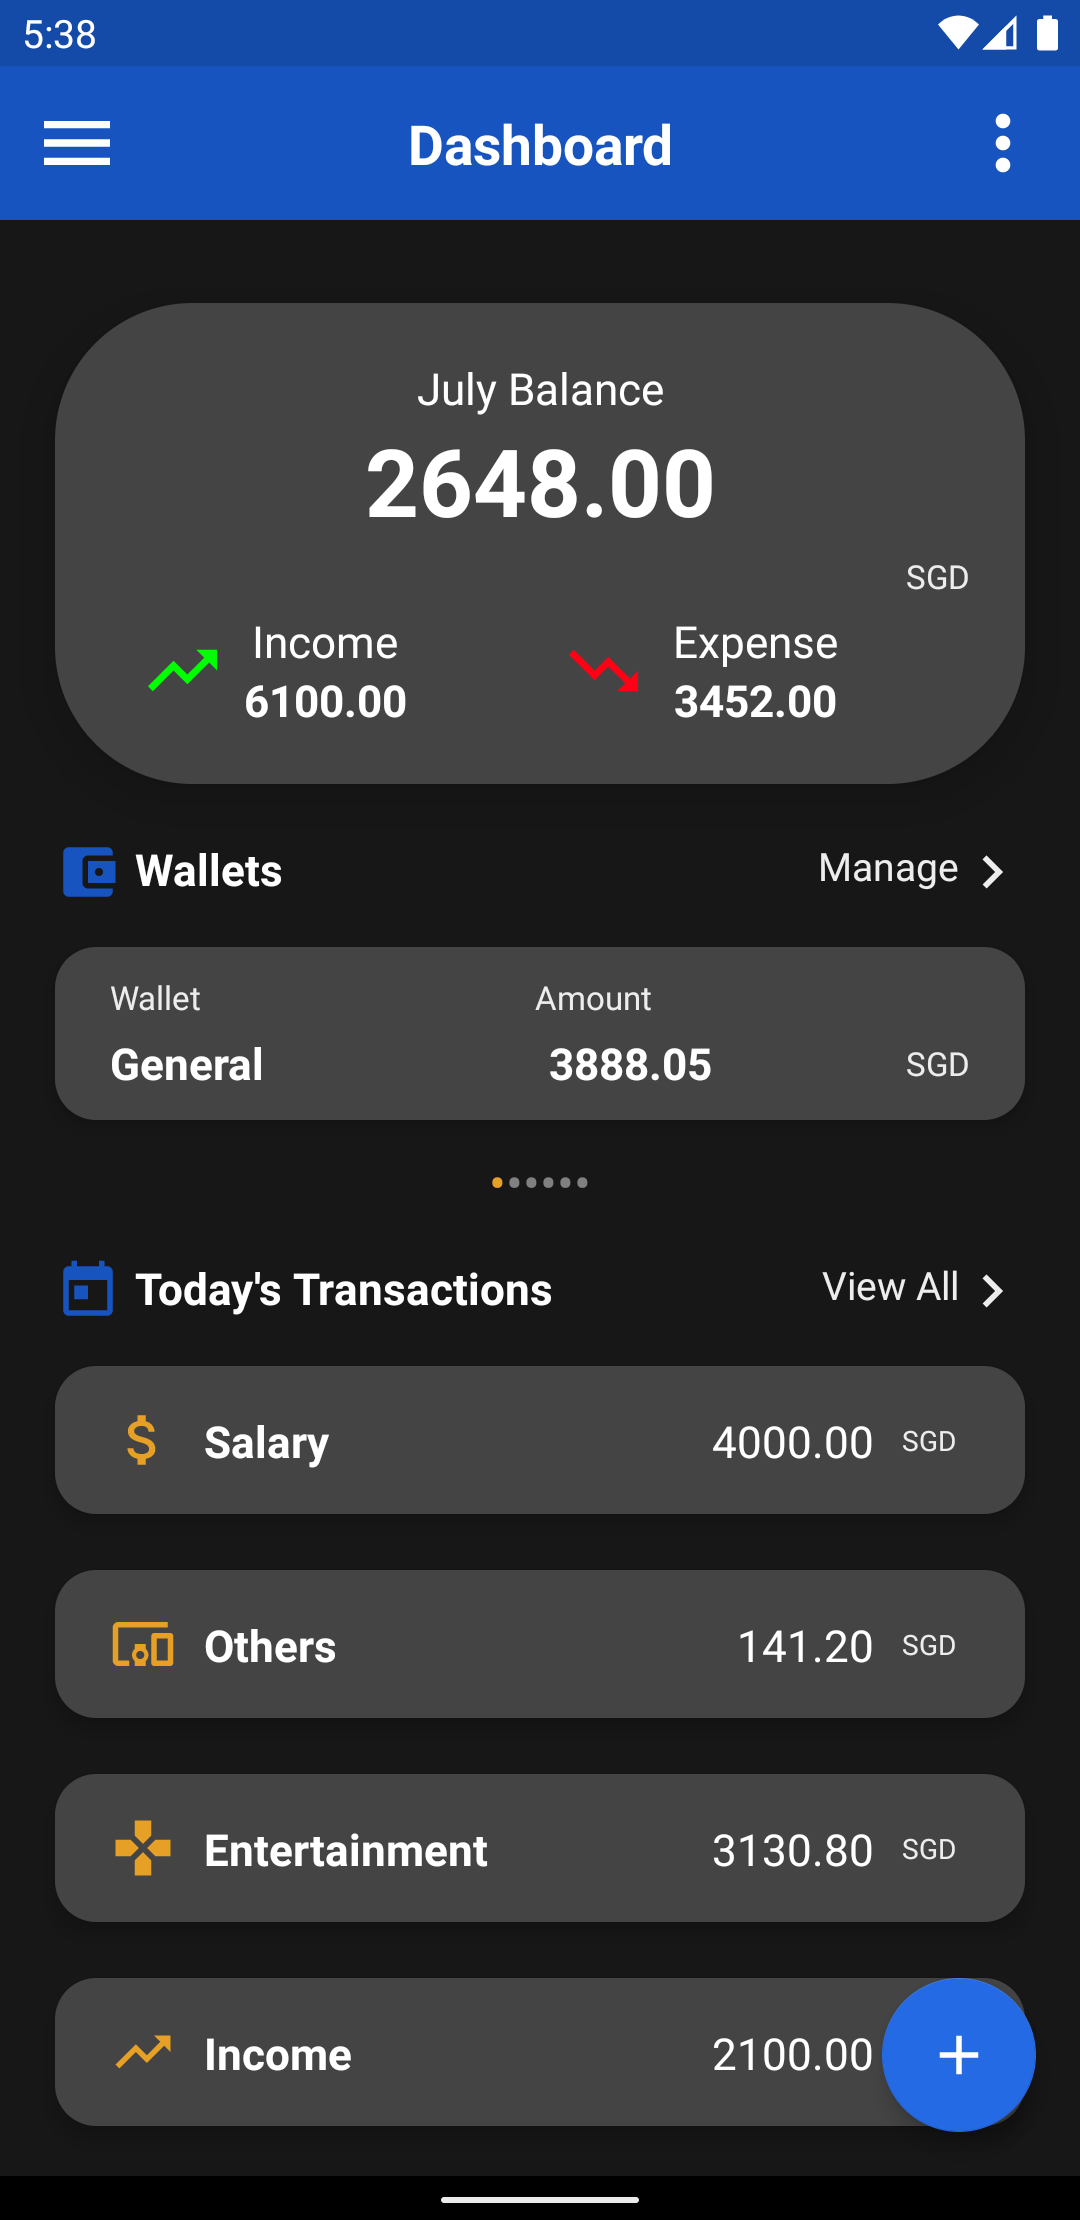 5:38
Dashboard
July Balance
2648.00
SGD
Income
6100.00
Expense
3452.00
Wallets
Manage
Wallet
Amount
General
3888.05
SGD
Today's Transactions
View All
Salary
4000.00 SGD
Others
141.20 SGD
Entertainment
3130.80 SGD
Income
2100.00